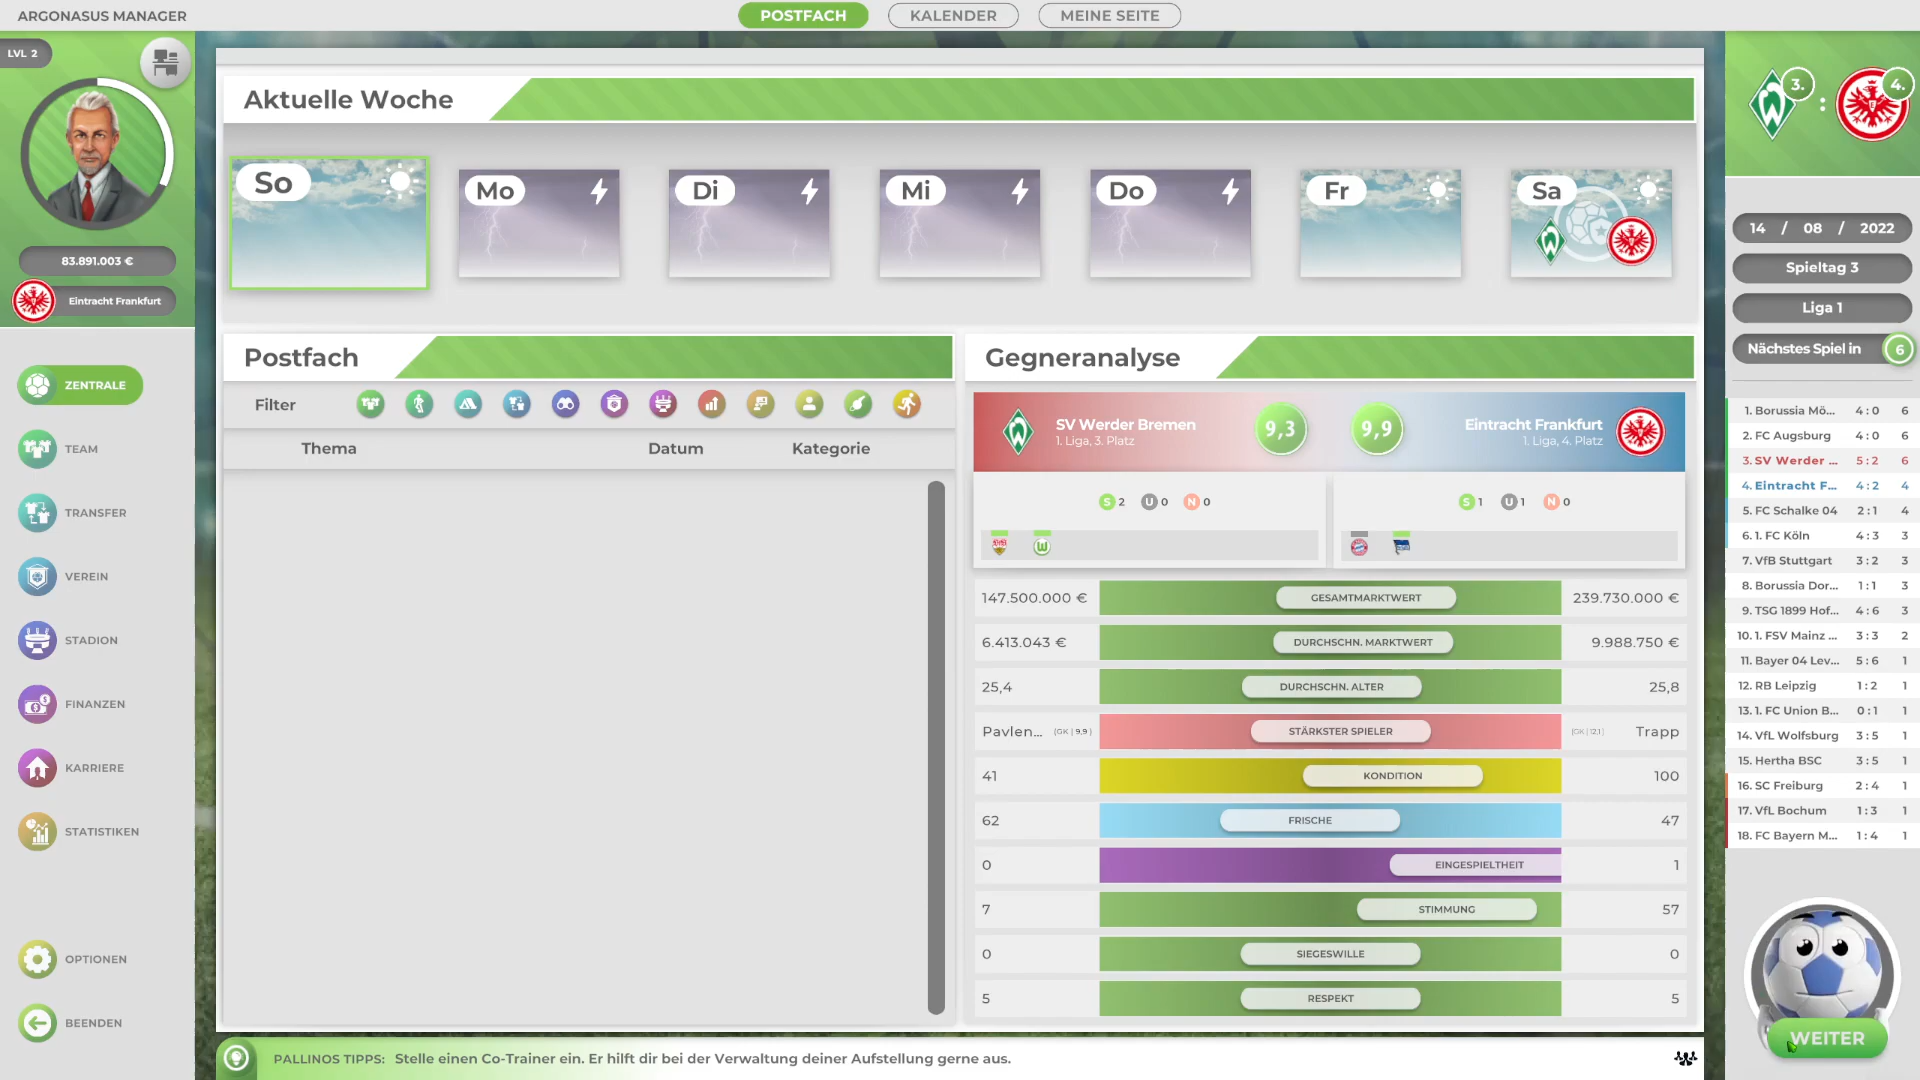 ARGONASUS MANAGER
POSTFACH
KALENDER
MEINE SEITE
LVL 2
83.891.003 €
Eintracht Frankfurt
ZENTRALE
TEAM
TRANSFER
VEREIN
STADION
FINANZEN
KARRIERE
STATISTIKEN
OPTIONEN
BEENDEN
Aktuelle Woche
So
Mo
Di
Mi
Do
Fr
Sa
Postfach
Filter
Thema Datum Kategorie
Gegneranalyse
SV Werder Bremen
1. Liga, 3. Platz
9,3
9,9
Eintracht Frankfurt
1. Liga, 4. Platz
S 2 U 0 N 0
S 1 U 1 N 0
147.500.000 € GESAMTMARKTWERT 239.730.000 €
6.413.043 € DURCHSCHN. MARKTWERT 9.988.750 €
25,4 DURCHSCHN. ALTER 25,8
Pavlen... (GK | 9,9 ) STÄRKSTER SPIELER (GK | 12,1 ) Trapp
41 KONDITION 100
62 FRISCHE 47
0 EINGESPIELTHEIT 1
7 STIMMUNG 57
0 SIEGESWILLE 0
5 RESPEKT 5
PALLINOS TIPPS: Stelle einen Co-Trainer ein. Er hilft dir bei der Verwaltung deiner Aufstellung gerne aus.
3. : 4.
14 / 08 / 2022
Spieltag 3
Liga 1
Nächstes Spiel in 6
1. Borussia Mö... 4 : 0 6
2. FC Augsburg 4 : 0 6
3. SV Werder ... 5 : 2 6
4. Eintracht F... 4 : 2 4
5. FC Schalke 04 2 : 1 4
6. 1. FC Köln 4 : 3 3
7. VfB Stuttgart 3 : 2 3
8. Borussia Dor... 1 : 1 3
9. TSG 1899 Hof... 4 : 6 3
10. 1. FSV Mainz ... 3 : 3 2
11. Bayer 04 Lev... 5 : 6 1
12. RB Leipzig 1 : 2 1
13. 1. FC Union B... 0 : 1 1
14. VfL Wolfsburg 3 : 5 1
15. Hertha BSC 3 : 5 1
16. SC Freiburg 2 : 4 1
17. VfL Bochum 1 : 3 1
18. FC Bayern M... 1 : 4 1
WEITER